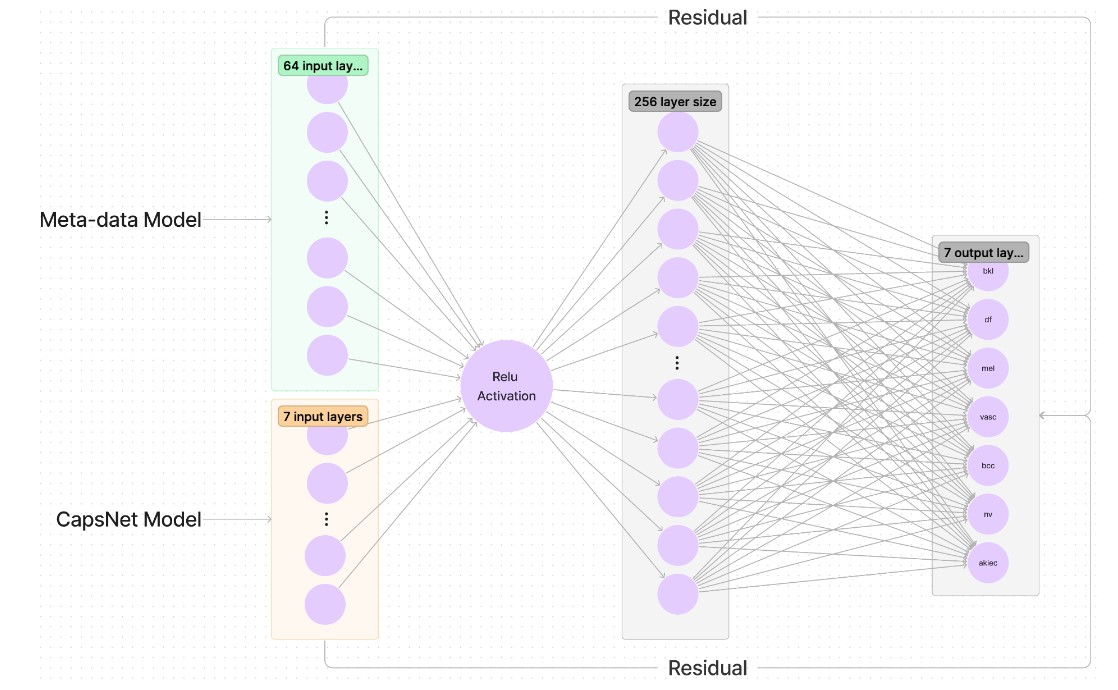 Residual
64 input lay...
256 layer size
Meta-data Model
7 output lay...
bkl
df
mel
Relu
Activation
vasc
7 input layers
bcc
CapsNet Model
nv
akiec
Residual